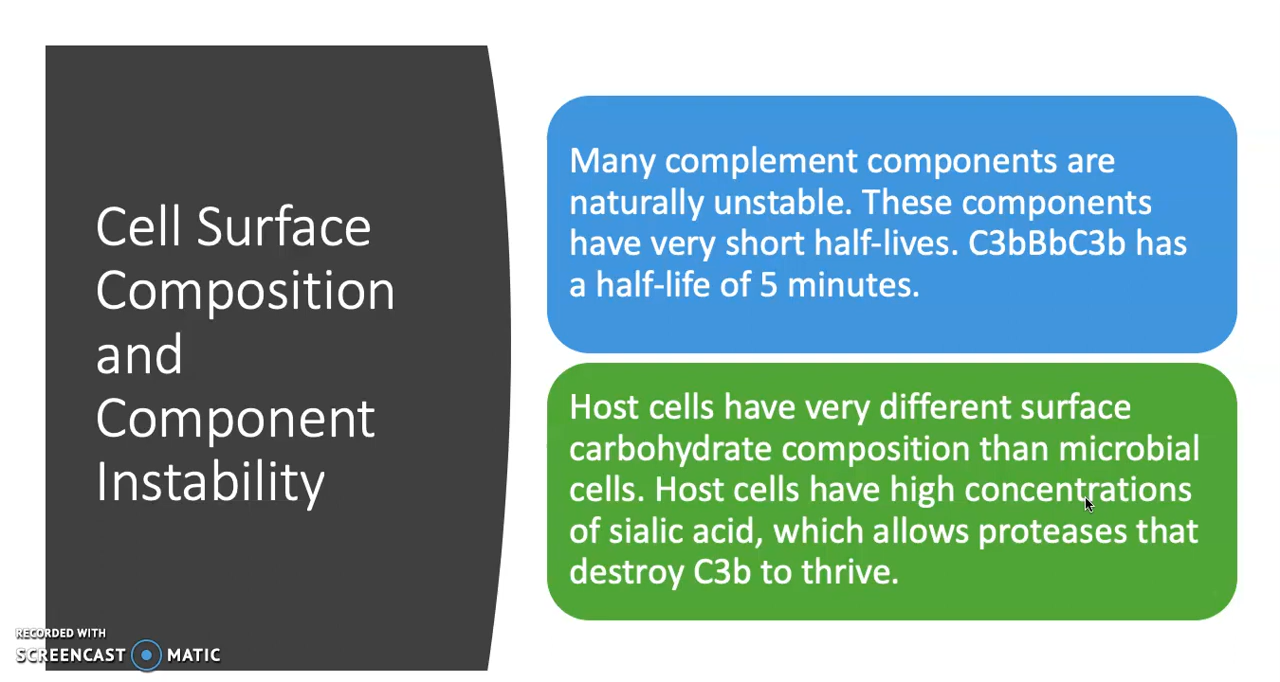 Cell Surface
Composition
and
Component
Instability
Many complement components are
naturally unstable. These components
have very short half-lives. C3bBbC3b has
a half-life of 5 minutes.
Host cells have very different surface
carbohydrate composition than microbial
cells. Host cells have high concentrations
of sialic acid, which allows proteases that
destroy C3b to thrive.
RECORDED WITH
SCREENCAST MATIC